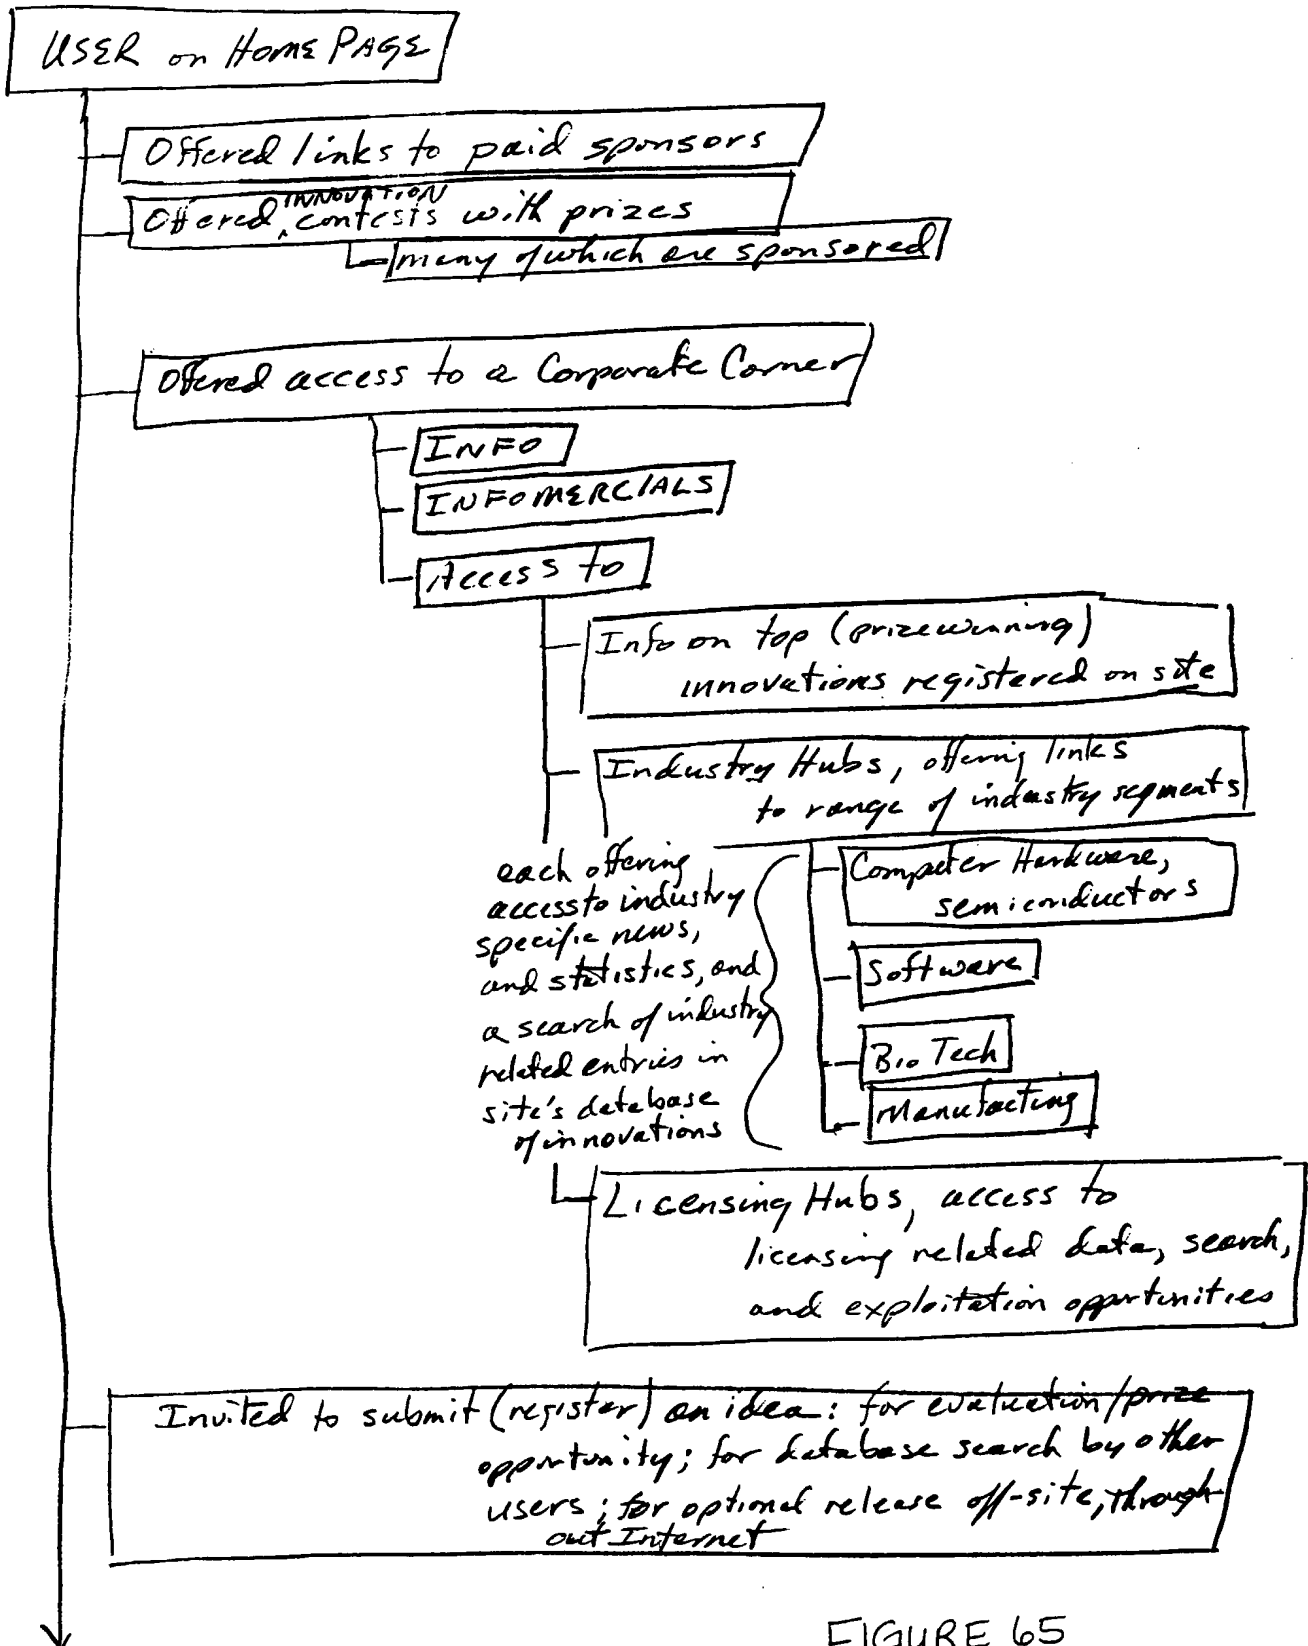 USER on HOME PAGE
Offered links to paid sponsors
INNOVATION
Offered contests with prizes
many of which are sponsored
Offered access to a Corporate Corner
INFO
INFOMERCIALS
Access to
Info on top (prizewinning)
innovations registered on site
Industry Hubs, offering links
to range of industry segments
each offering
access to industry
specific news,
and statistics, and
a search of industry
related entries in
site's database
of innovations
Computer Hardware,
semiconductors
Software
BioTech
Manufacting
Licensing Hubs, access to
licensing related data, search,
and exploitation opportunities
Invited to submit (register) an idea: for evaluation/prize
opportunity; for database search by other
users; for optional release off-site, through-
out Internet
FIGURE 65